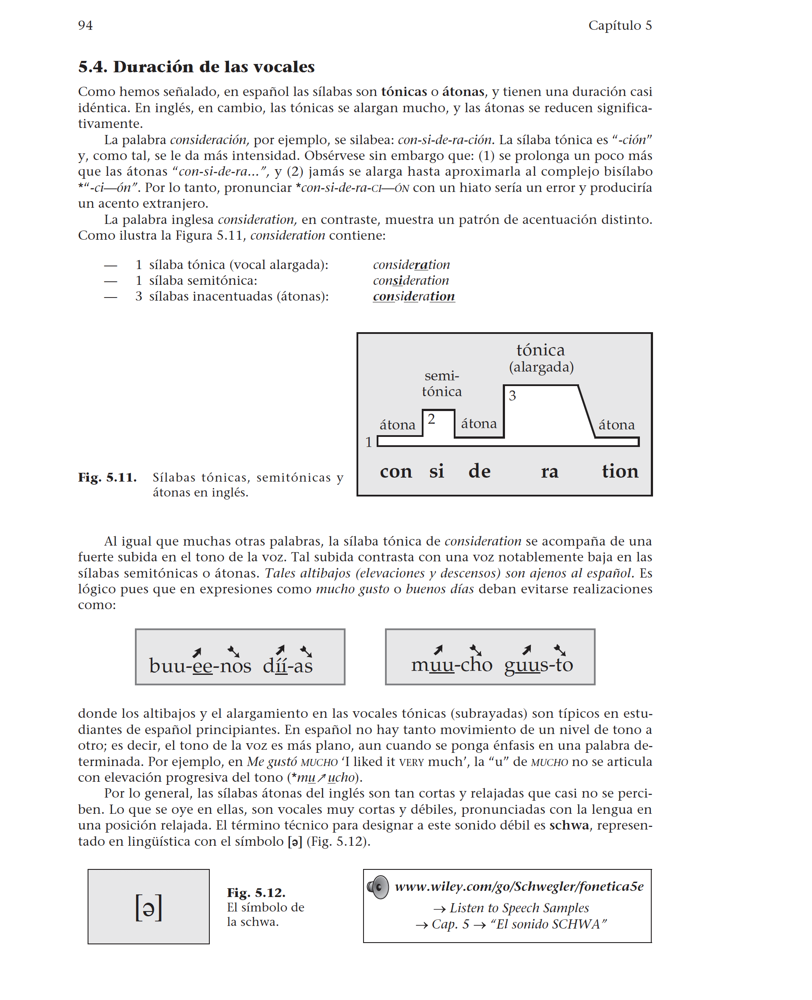 94 Capítulo 5
5.4. Duración de las vocales
Como hemos señalado, en español las sílabas son tónicas o átonas, y tienen una duración casi
idéntica. En inglés, en cambio, las tónicas se alargan mucho, y las átonas se reducen significa-
tivamente.
La palabra consideración, por ejemplo, se silabea: con-si-de-ra-ción. La sílaba tónica es “-ción”
y, como tal, se le da más intensidad. Obsérvese sin embargo que: (1) se prolonga un poco más
que las átonas “con-si-de-ra...”, y (2) jamás se alarga hasta aproximarla al complejo bisílabo
*“-ci—ón”. Por lo tanto, pronunciar *con-si-de-ra-CI—ÓN con un hiato sería un error y produciría
un acento extranjero.
La palabra inglesa consideration, en contraste, muestra un patrón de acentuación distinto.
Como ilustra la Figura 5.11, consideration contiene:
— 1 sílaba tónica (vocal alargada): consideration
— 1 sílaba semitónica: consideration
— 3 sílabas inacentuadas (átonas): consideration
tónica
(alargada)
semi-
tónica
3
átona 2 átona átona
1
con si de ra tion
Fig. 5.11. Sílabas tónicas, semitónicas y
átonas en inglés.
Al igual que muchas otras palabras, la sílaba tónica de consideration se acompaña de una
fuerte subida en el tono de la voz. Tal subida contrasta con una voz notablemente baja en las
sílabas semitónicas o átonas. Tales altibajos (elevaciones y descensos) son ajenos al español. Es
lógico pues que en expresiones como mucho gusto o buenos días deban evitarse realizaciones
como:
buu-ee-nos díí-as
muu-cho guus-to
donde los altibajos y el alargamiento en las vocales tónicas (subrayadas) son típicos en estu-
diantes de español principiantes. En español no hay tanto movimiento de un nivel de tono a
otro; es decir, el tono de la voz es más plano, aun cuando se ponga énfasis en una palabra de-
terminada. Por ejemplo, en Me gustó MUCHO ‘I liked it VERY much’, la “u” de MUCHO no se articula
con elevación progresiva del tono (*mu↗ucho).
Por lo general, las sílabas átonas del inglés son tan cortas y relajadas que casi no se perci-
ben. Lo que se oye en ellas, son vocales muy cortas y débiles, pronunciadas con la lengua en
una posición relajada. El término técnico para designar a este sonido débil es schwa, represen-
tado en lingüística con el símbolo [ə] (Fig. 5.12).
[ə]
Fig. 5.12.
El símbolo de
la schwa.
www.wiley.com/go/Schwegler/fonetica5e
→ Listen to Speech Samples
→ Cap. 5 → “El sonido SCHWA”